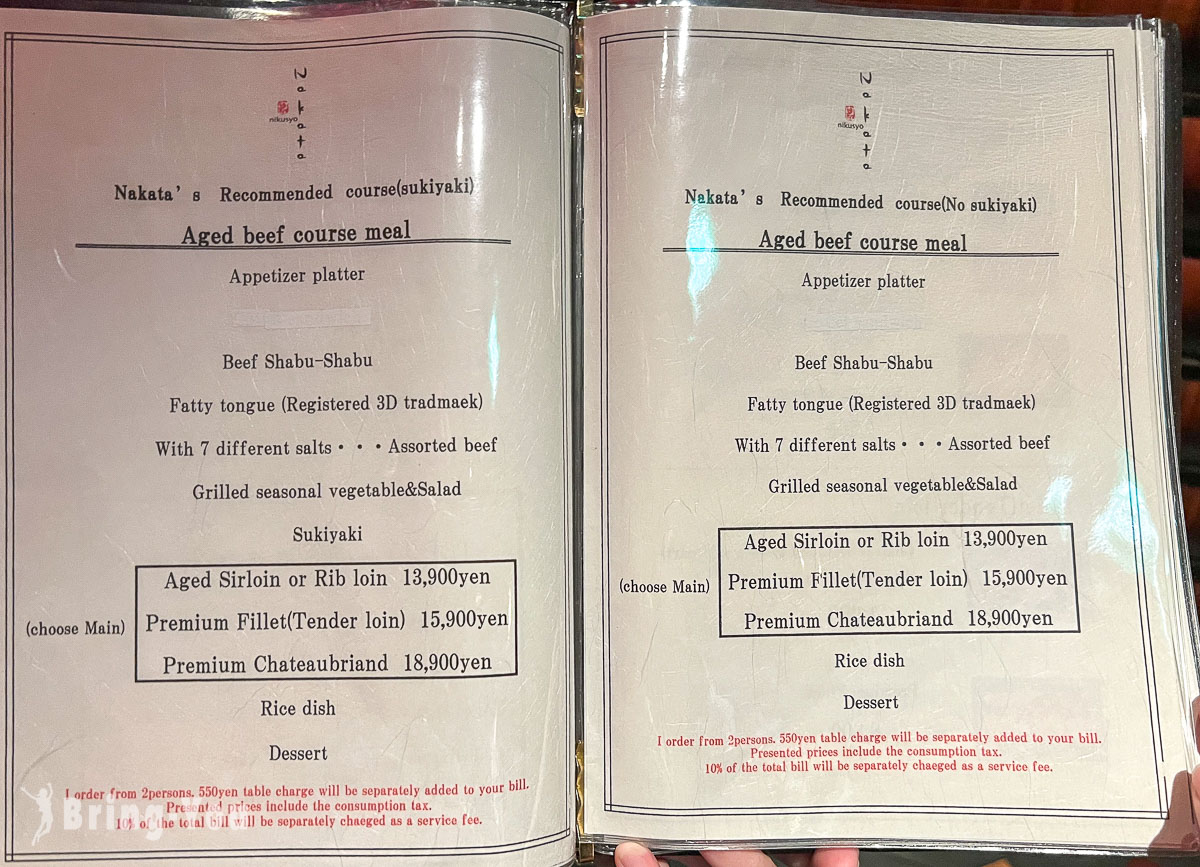 Nakata
nikusyo
Nakata's Recommended course(sukiyaki)
Aged beef course meal
Appetizer platter
Beef Shabu-Shabu
Fatty tongue (Registered 3D tradmaek)
With 7 different salts・・・Assorted beef
Grilled seasonal vegetable&Salad
Sukiyaki
Aged Sirloin or Rib loin 13,900yen
(choose Main) Premium Fillet(Tender loin) 15,900yen
Premium Chateaubriand 18,900yen
Rice dish
Dessert
I order from 2persons. 550yen table charge will be separately added to your bill.
Presented prices include the consumption tax.
10% of the total bill will be separately chaeged as a service fee.
Nakata
nikusyo
Nakata's Recommended course(No sukiyaki)
Aged beef course meal
Appetizer platter
Beef Shabu-Shabu
Fatty tongue (Registered 3D tradmaek)
With 7 different salts・・・Assorted beef
Grilled seasonal vegetable&Salad
Aged Sirloin or Rib loin 13,900yen
(choose Main) Premium Fillet(Tender loin) 15,900yen
Premium Chateaubriand 18,900yen
Rice dish
Dessert
I order from 2persons. 550yen table charge will be separately added to your bill.
Presented prices include the consumption tax.
10% of the total bill will be separately chaeged as a service fee.